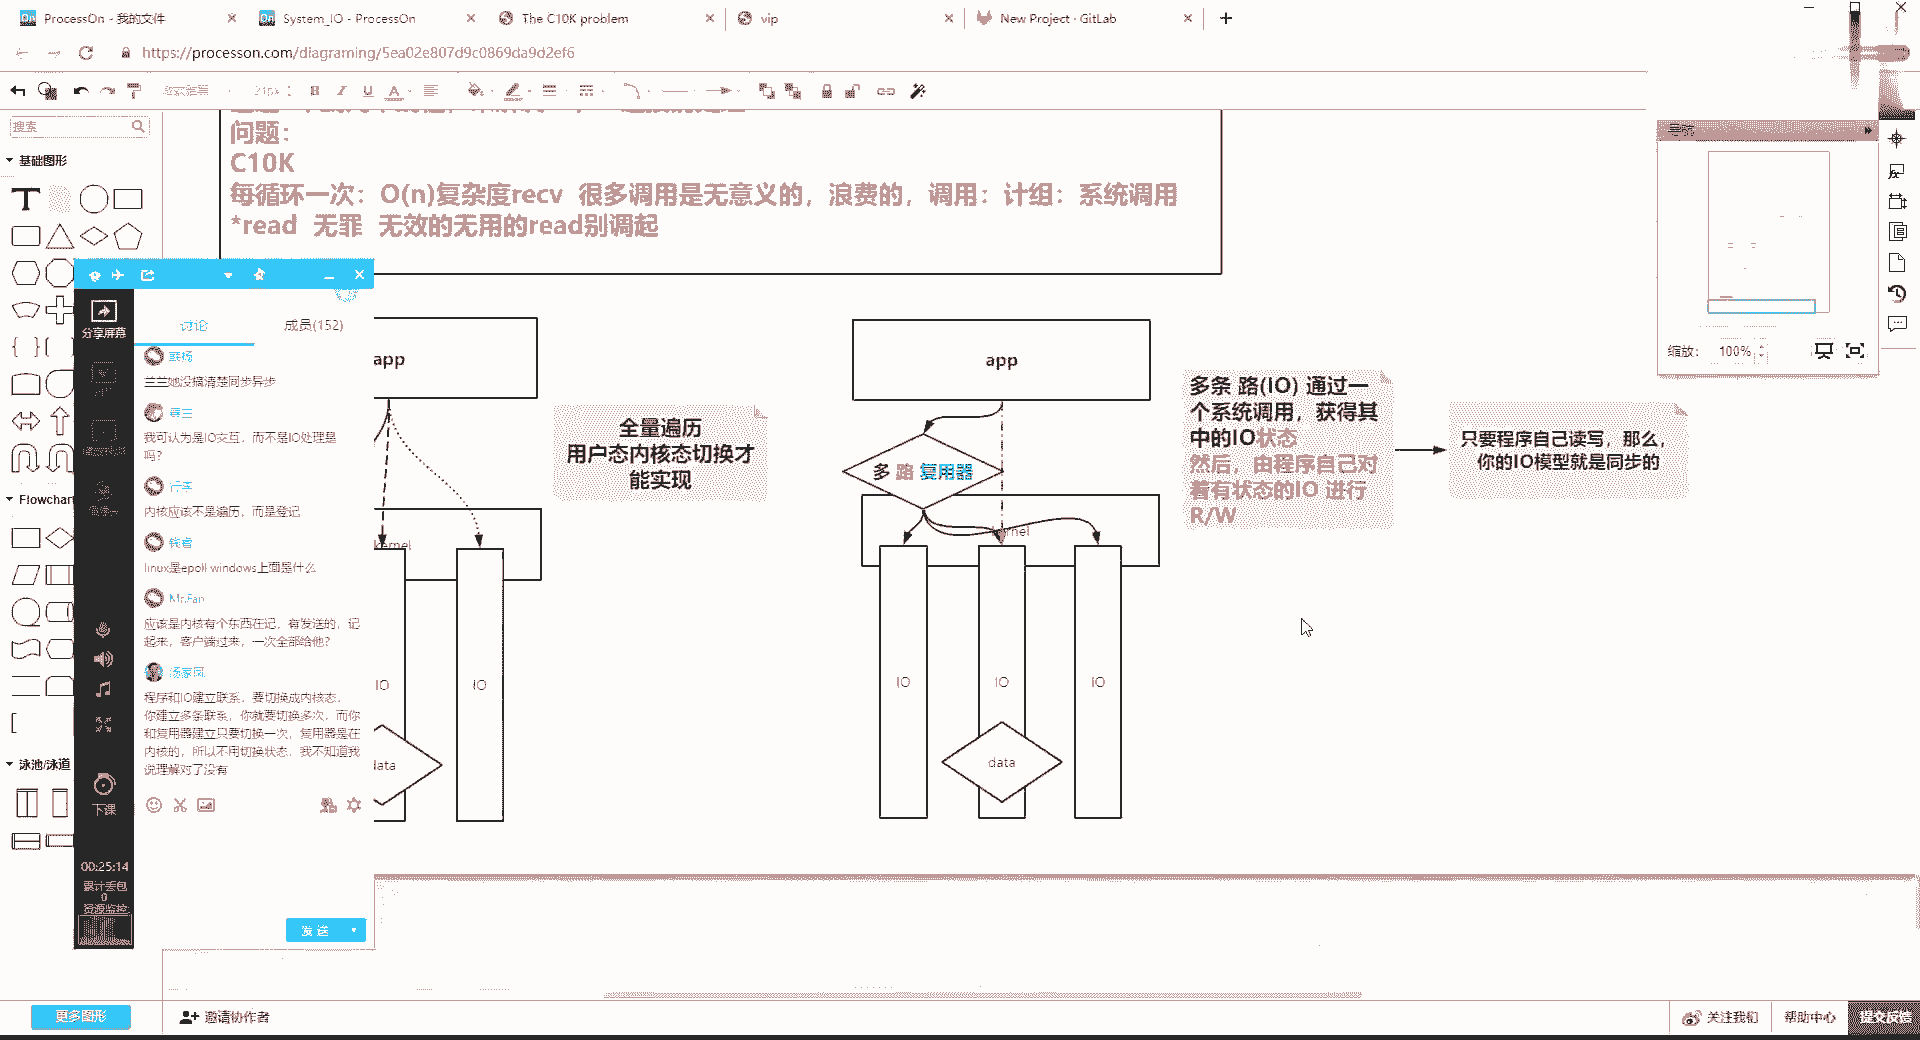 ProcessOn - 我的文件
System_IO - ProcessOn
The C10K problem
vip
New Project · GitLab
https://processon.com/diagraming/5ea02e807d9c0869da9d2ef6
B I U A
问题：
C10K
每循环一次：O(n)复杂度recv 很多调用是无意义的，浪费的，调用：计组：系统调用
*read 无罪 无效的无用的read别调起
搜索
基础图形
Flowchart
泳池/泳道
更多图形
分享屏幕
下课
00:25:14
累计丢包
0
资源监控
讨论
成员(152)
兰兰她没搞清楚同步异步
我可认为是IO交互，而不是IO处理是
吗？
内核应该不是遍历，而是登记
linux是epoll windows上面是什么
Mr.Fan
应该是内核有个东西在记，有发送的，记
起来，客户端过来，一次全部给他？
程序和IO建立联系，要切换成内核态，
你建立多条联系，你就要切换多次，而你
和复用器建立只要切换一次，复用器是在
内核的，所以不用切换状态，我不知道我
说理解对了没有
发 送
app
kernel
IO
IO
data
全量遍历
用户态内核态切换才
能实现
app
多 路 复用器
IO
IO
IO
data
多条 路(IO) 通过一
个系统调用，获得其
中的IO状态
然后，由程序自己对
着有状态的IO 进行
R/W
只要程序自己读写，那么，
你的IO模型就是同步的
导航
缩放：
100%
邀请协作者
关注我们
帮助中心
提交反馈